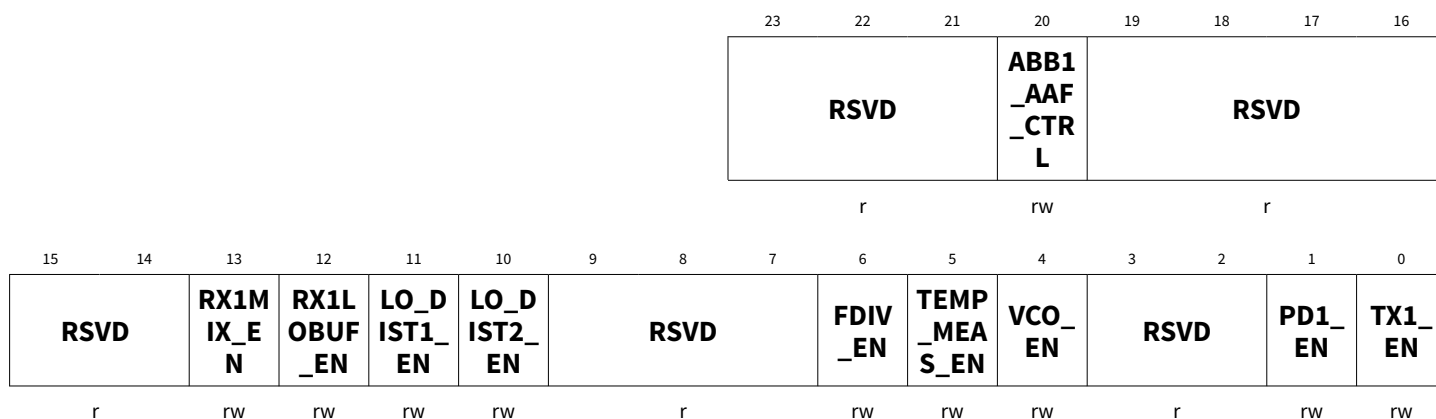 23 22 21 20 19 18 17 16
RSVD ABB1 RSVD
_AAF
_CTR
L
r rw r
15 14 13 12 11 10 9 8 7 6 5 4 3 2 1 0
RSVD RX1M RX1L LO_D LO_D RSVD FDIV TEMP VCO_ RSVD PD1_ TX1_
IX_E OBUF IST1_ IST2_ _EN _MEA EN EN EN
N _EN EN EN S_EN
r rw rw rw rw r rw rw rw r rw rw